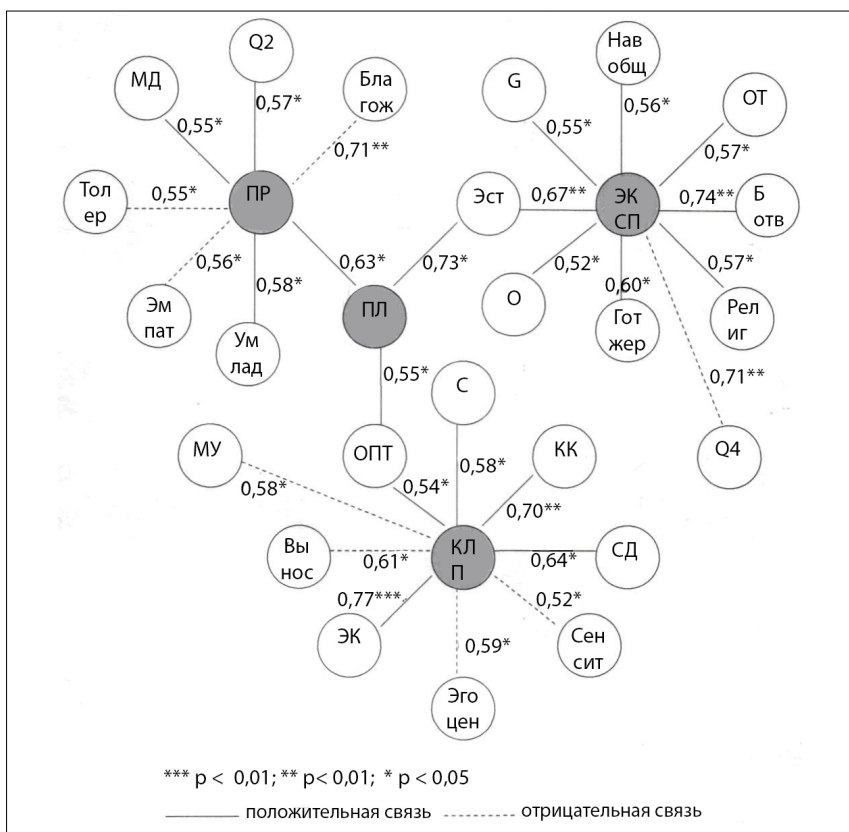 Нав
общ
Q2
МД
Бла
гож
G
ОТ
0,57*
0,55*
0,71**
0,55*
0,56*
0,57*
Тол
ер
0,55*
ПР
Эст
0,67**
ЭК
СП
0,74**
Б
отв
0,56*
0,58*
0,63*
0,73*
0,52*
0,60*
0,57*
Эм
пат
Ум
лад
ПЛ
О
Гот
жер
Рел
иг
0,55*
С
0,71**
МУ
ОПТ
КК
Q4
0,58*
0,54*
0,58*
0,70**
Вы
нос
0,61*
КЛ
П
0,64*
СД
0,77***
0,52*
ЭК
0,59*
Сен
сит
Эго
цен
*** p < 0,01; ** p< 0,01; * p < 0,05
положительная связь
отрицательная связь